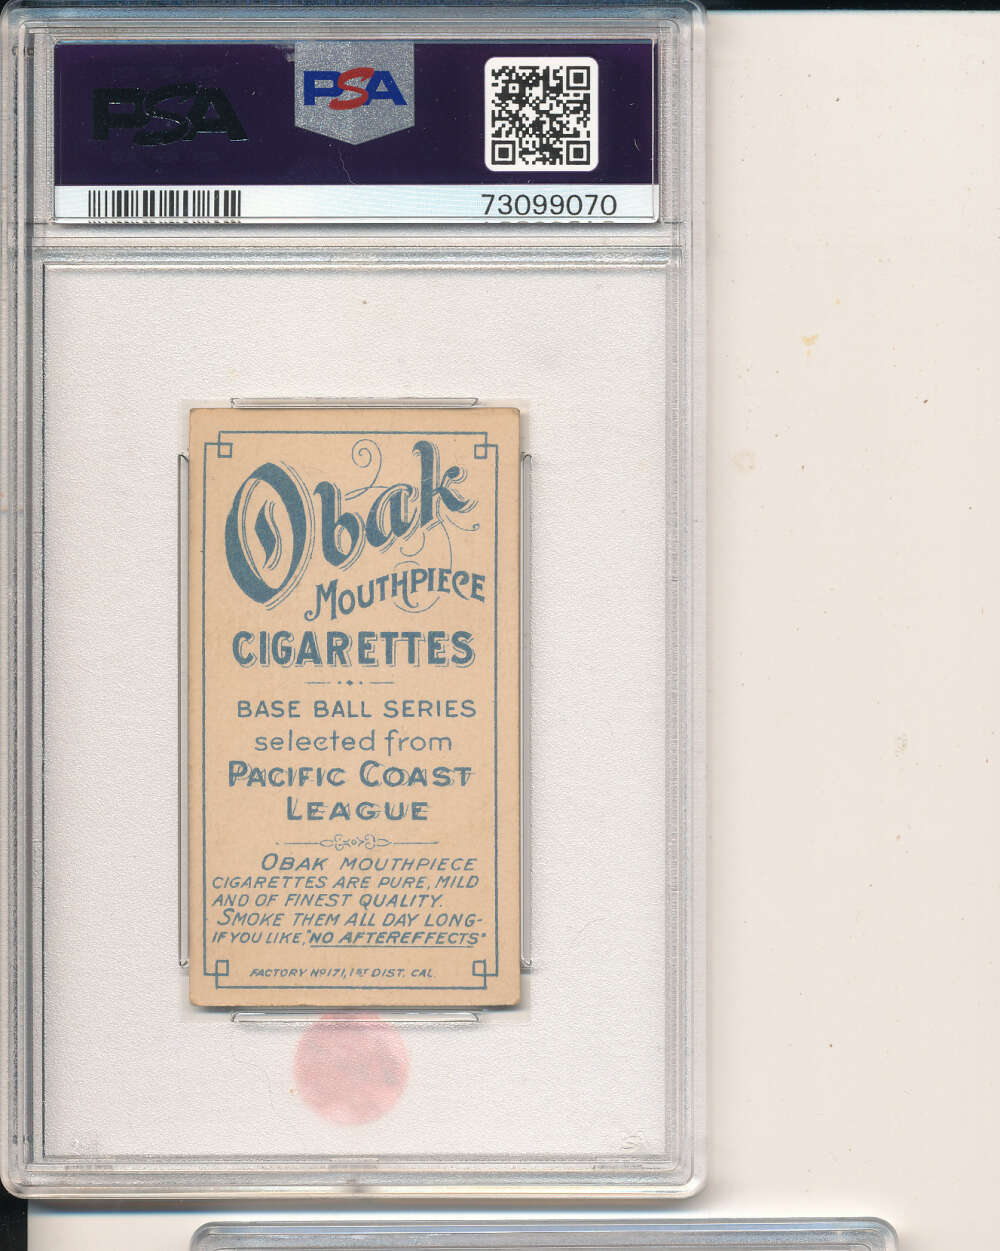 PSA
PSA
73099070
Obak
MOUTHPIECE
CIGARETTES
BASE BALL SERIES
selected from
PACIFIC COAST
LEAGUE
OBAK MOUTHPIECE
CIGARETTES ARE PURE, MILD
AND OF FINEST QUALITY.
SMOKE THEM ALL DAY LONG-
IF YOU LIKE, "NO AFTEREFFECTS"
FACTORY Nº 171, 1ST DIST. CAL.